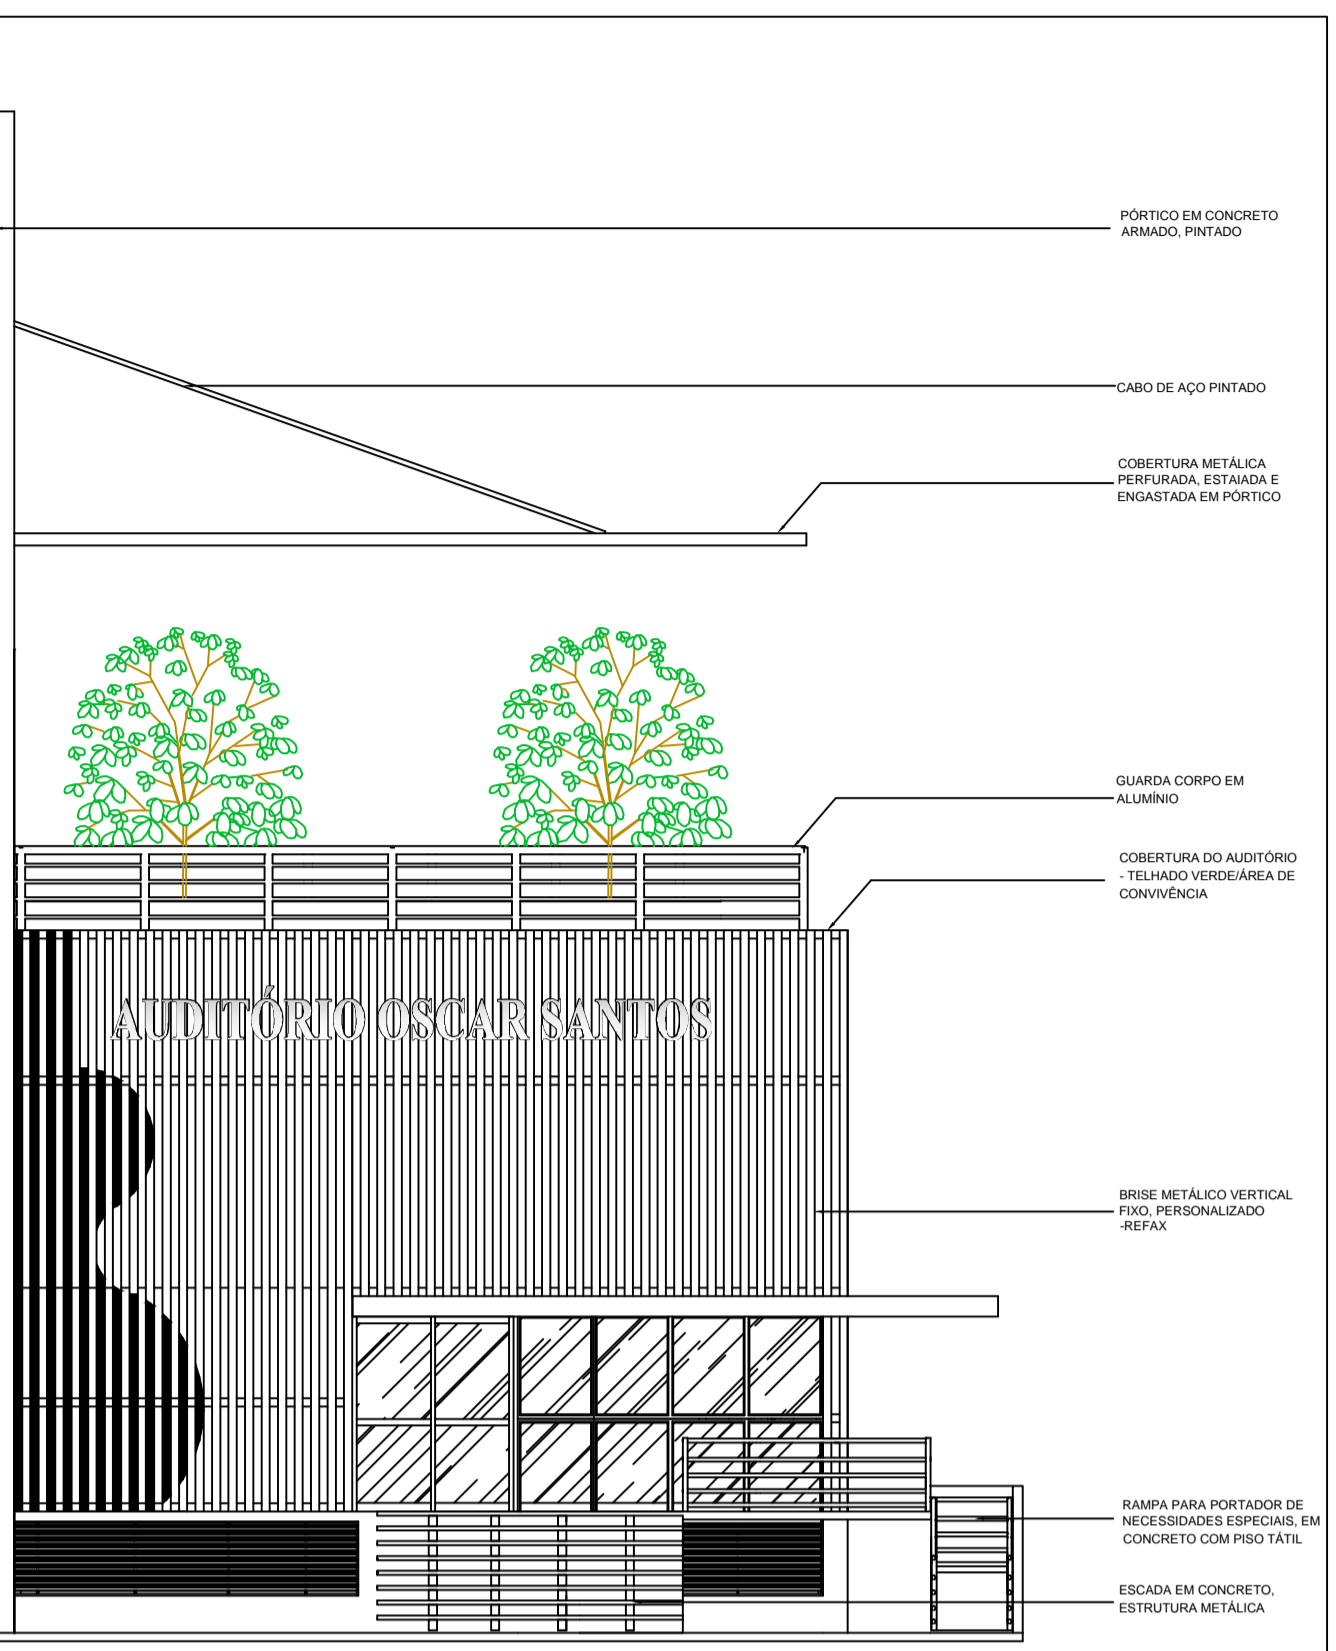 PÓRTICO EM CONCRETO
ARMADO, PINTADO
CABO DE AÇO PINTADO
COBERTURA METÁLICA
PERFURADA, ESTAIADA E
ENGASTADA EM PÓRTICO
GUARDA CORPO EM
ALUMÍNIO
COBERTURA DO AUDITÓRIO
- TELHADO VERDE/ÁREA DE
CONVIVÊNCIA
AUDITÓRIO OSCAR SANTOS
BRISE METÁLICO VERTICAL
FIXO, PERSONALIZADO
-REFAX
RAMPA PARA PORTADOR DE
NECESSIDADES ESPECIAIS, EM
CONCRETO COM PISO TÁTIL
ESCADA EM CONCRETO,
ESTRUTURA METÁLICA